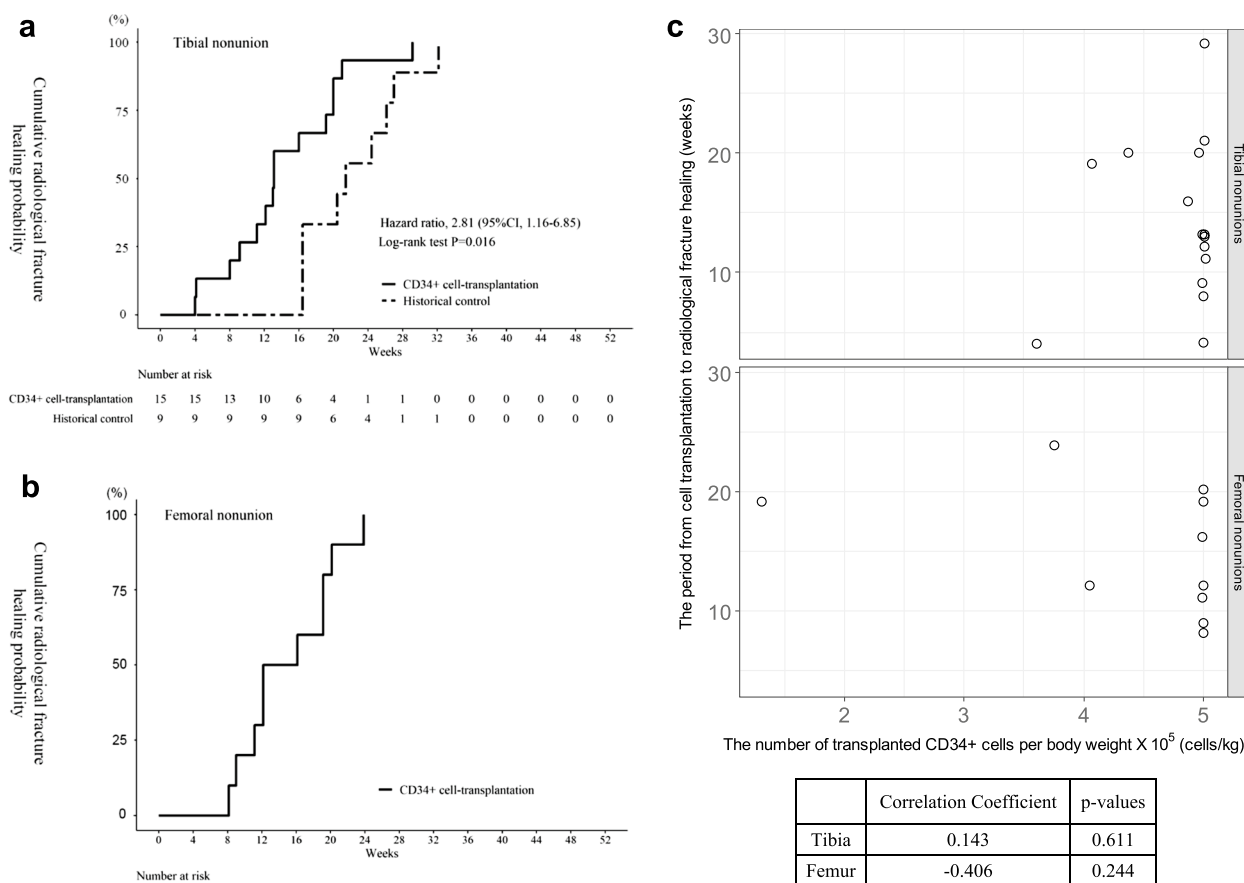 a
(%)
Tibial nonunion
100
75
50
25
0
Cumulative radiological fracture
healing probability
Hazard ratio, 2.81 (95%CI, 1.16-6.85)
Log-rank test P=0.016
CD34+ cell-transplantation
Historical control
0 4 8 12 16 20 24 28 32 36 40 44 48 52
Weeks
Number at risk
CD34+ cell-transplantation 15 15 13 10 6 4 1 1 0 0 0 0 0 0
Historical control 9 9 9 9 9 6 4 1 1 0 0 0 0 0
b
(%)
Femoral nonunion
100
75
50
25
0
Cumulative radiological fracture
healing probability
CD34+ cell-transplantation
0 4 8 12 16 20 24 28 32 36 40 44 48 52
Weeks
Number at risk
c
The period from cell transplantation to radiological fracture healing (weeks)
30
20
10
Tibial nonunions
30
20
10
Femoral nonunions
2 3 4 5
The number of transplanted CD34+ cells per body weight X 10⁵ (cells/kg)
Correlation Coefficient p-values
Tibia 0.143 0.611
Femur -0.406 0.244